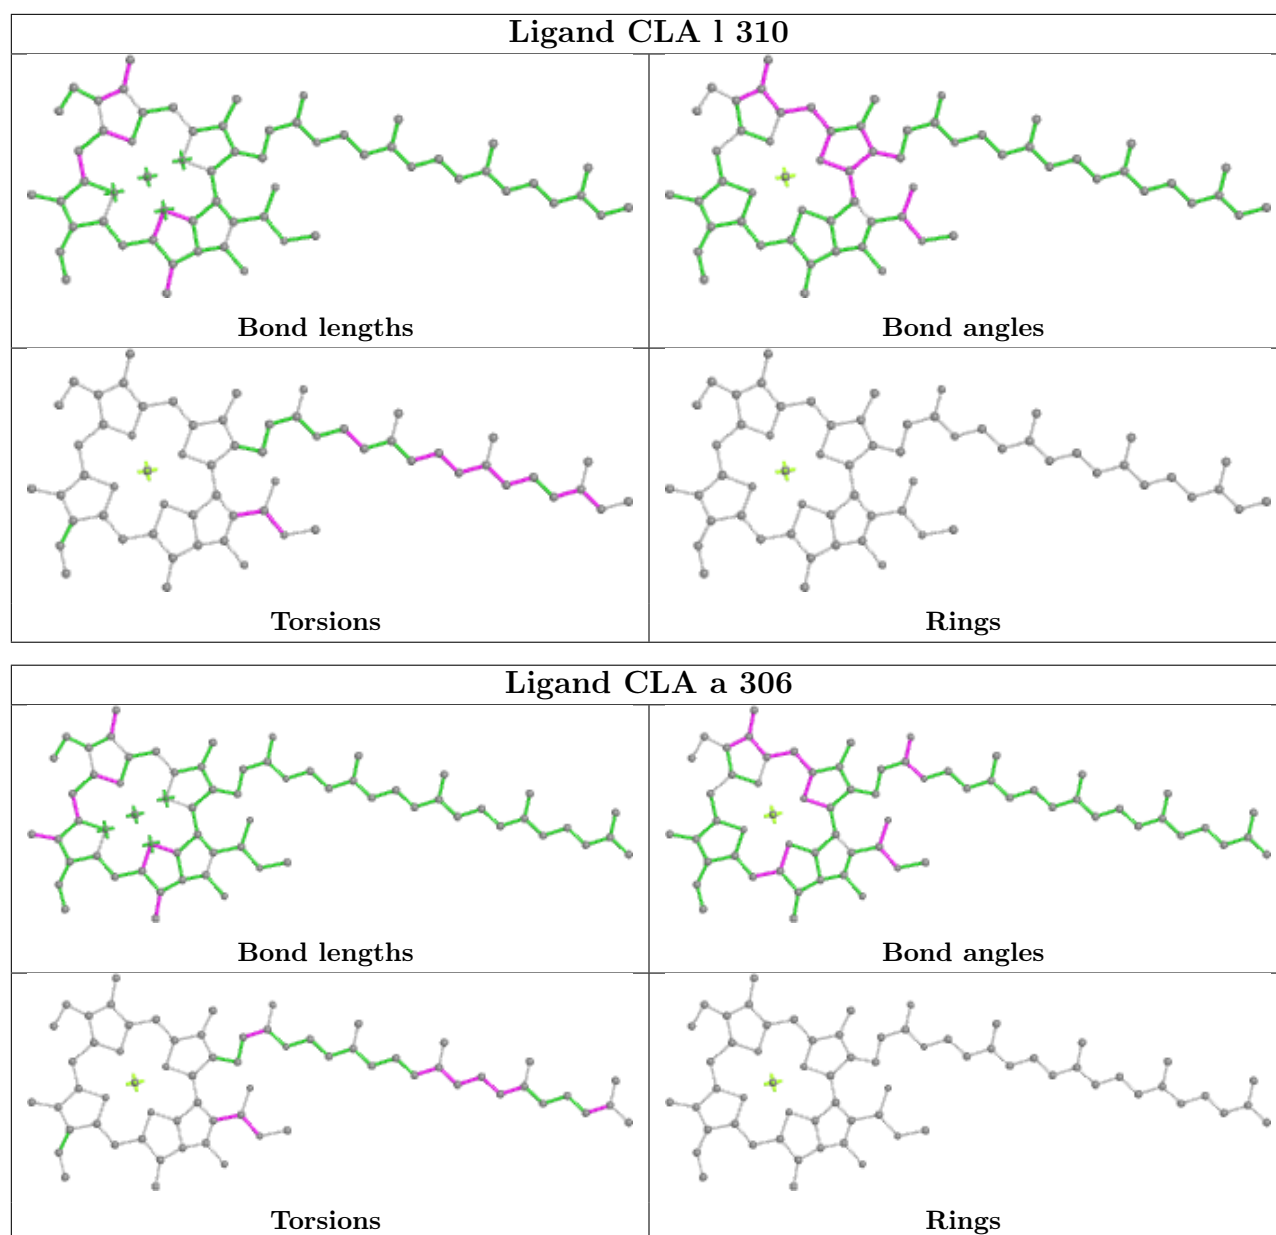 Ligand CLA l 310
Bond lengths
Bond angles
Torsions
Rings
Ligand CLA a 306
Bond lengths
Bond angles
Torsions
Rings